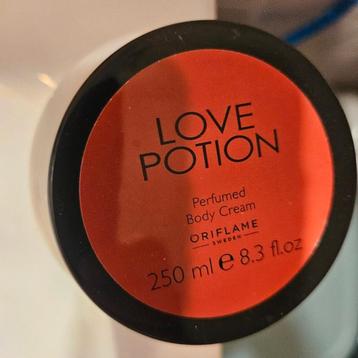 LOVE
POTION
Perfumed
Body Cream
ORIFLAME
SWEDEN
250 ml ℮ 8.3 fl.oz